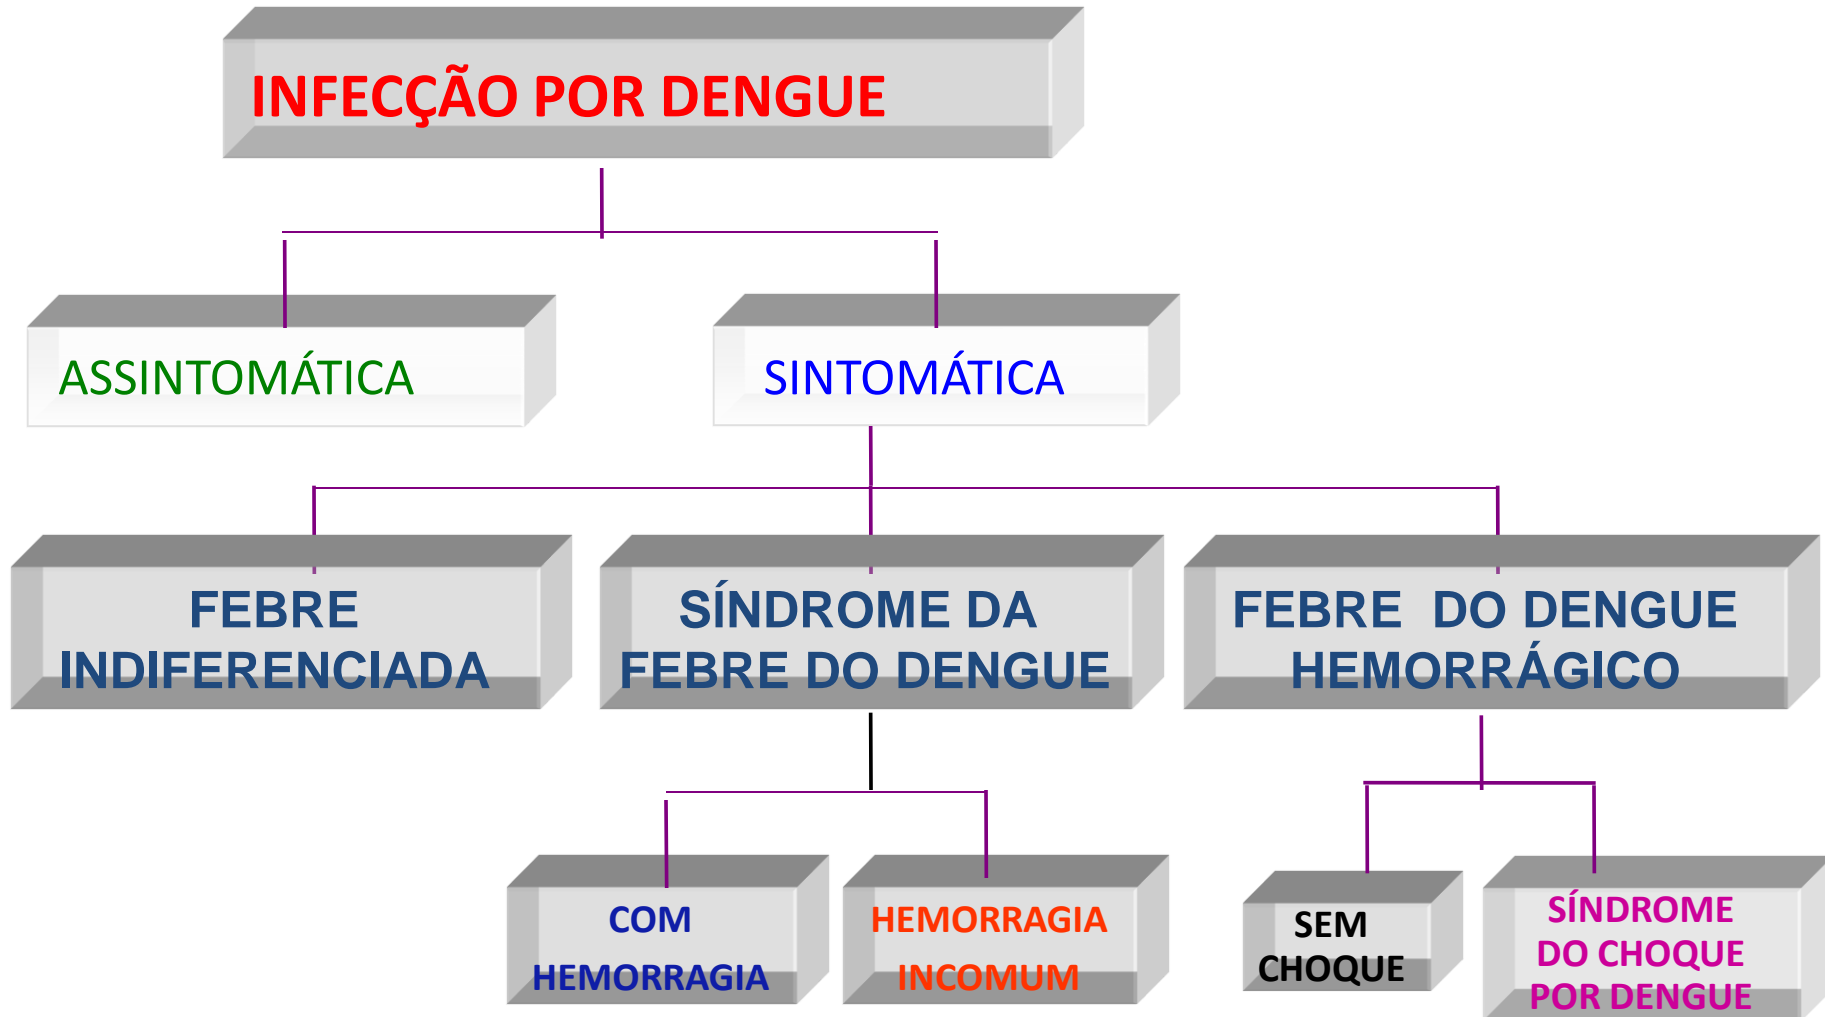 INFECÇÃO POR DENGUE
ASSINTOMÁTICA
SINTOMÁTICA
FEBRE
INDIFERENCIADA
SÍNDROME DA
FEBRE DO DENGUE
FEBRE DO DENGUE
HEMORRÁGICO
COM
HEMORRAGIA
HEMORRAGIA
INCOMUM
SEM
CHOQUE
SÍNDROME
DO CHOQUE
POR DENGUE